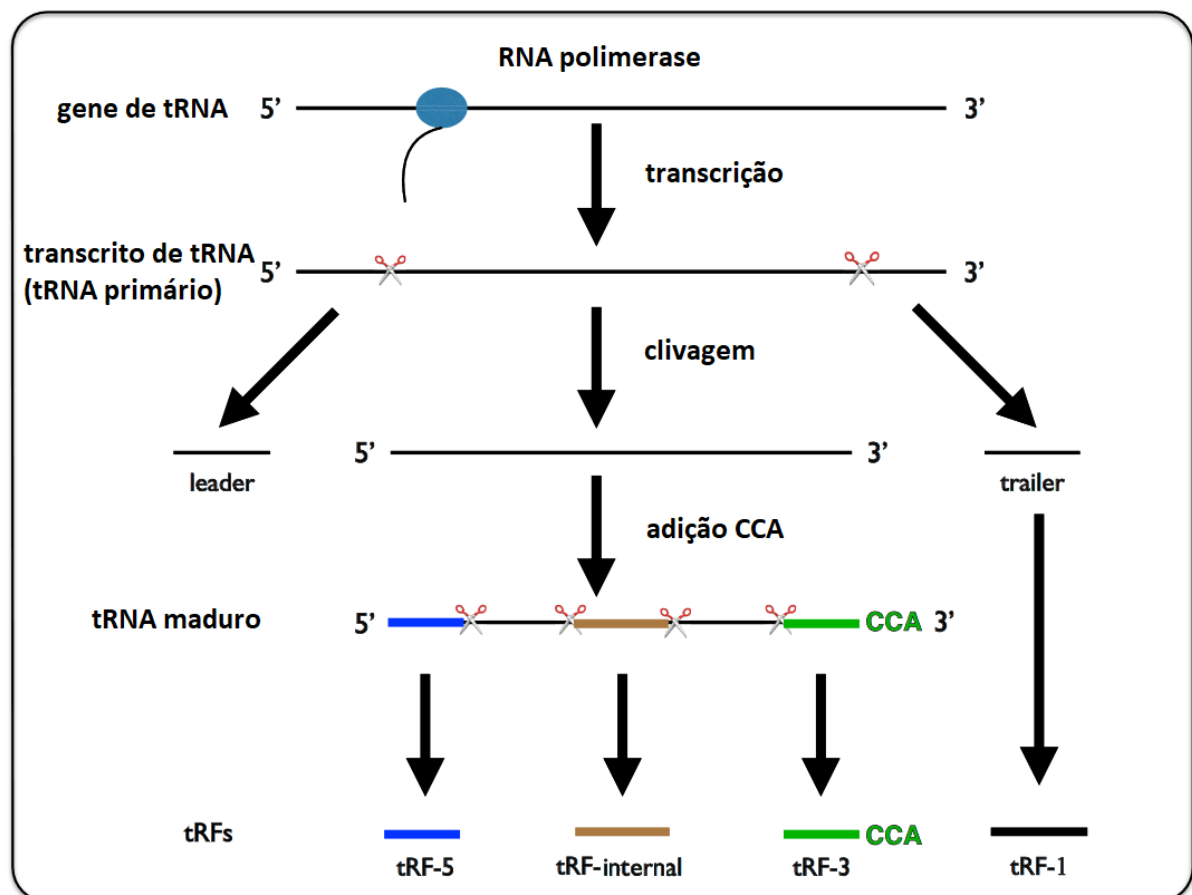 RNA polimerase
gene de tRNA 5’ 3’
transcrição
transcrito de tRNA
(tRNA primário) 5’ 3’
clivagem
5’ 3’
leader trailer
adição CCA
tRNA maduro 5’ CCA 3’
tRFs CCA
tRF-5 tRF-internal tRF-3 tRF-1